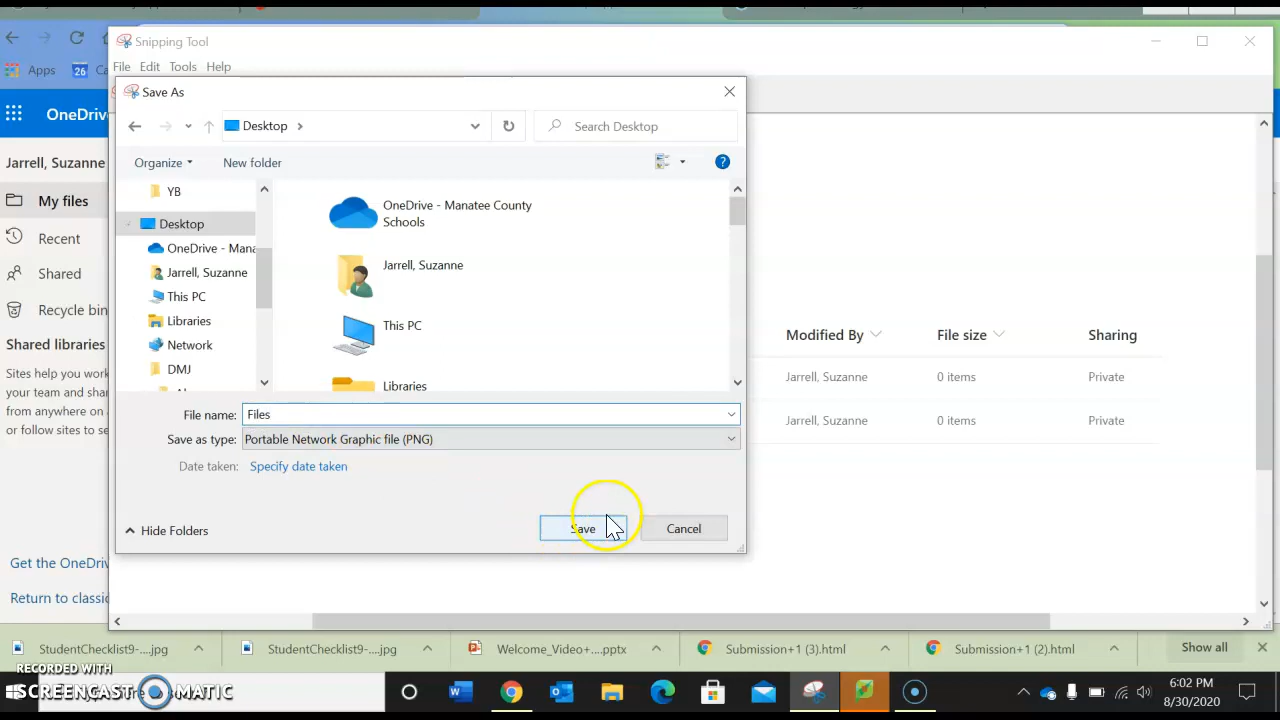 Snipping Tool
File Edit Tools Help
Apps 26 Ca
Save As
OneDrive
Desktop
Search Desktop
Organize New folder
Jarrell, Suzanne
My files
Recent
Shared
Recycle bin
Shared libraries
Sites help you work
your team and shar
from anywhere on
or follow sites to se
Get the OneDriv
Return to classic
YB
Desktop
OneDrive - Mana
Jarrell, Suzanne
This PC
Libraries
Network
DMJ
OneDrive - Manatee County
Schools
Jarrell, Suzanne
This PC
Libraries
File name: Files
Save as type: Portable Network Graphic file (PNG)
Date taken: Specify date taken
Hide Folders
Save Cancel
Modified By File size Sharing
Jarrell, Suzanne 0 items Private
Jarrell, Suzanne 0 items Private
StudentChecklist9-....jpg StudentChecklist9-....jpg Welcome_Video+....pptx Submission+1 (3).html Submission+1 (2).html Show all
RECORDED WITH
SCREENCAST MATIC
6:02 PM
8/30/2020